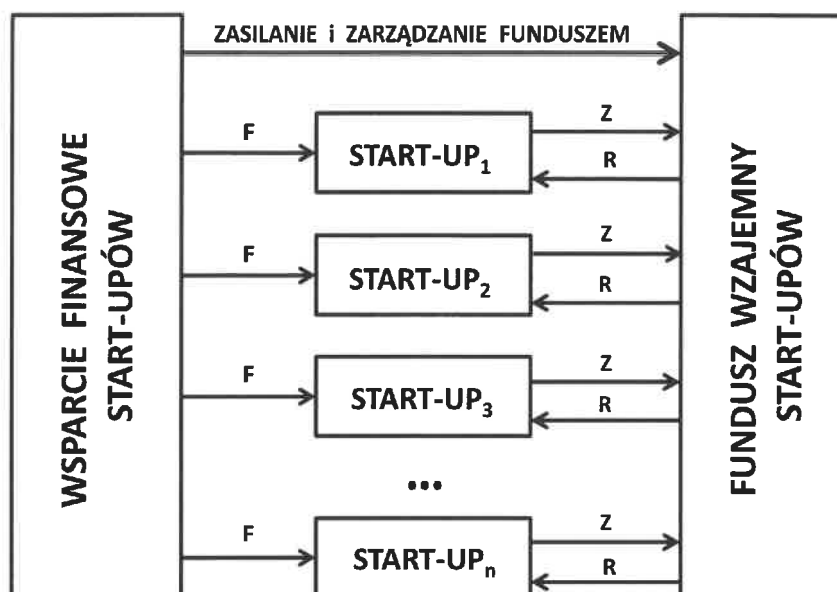 ZASILANIE i ZARZĄDZANIE FUNDUSZEM
WSPARCIE FINANSOWE
START-UPÓW
F
START-UP₁
Z
R
F
START-UP₂
Z
R
F
START-UP₃
Z
R
...
F
START-UPₙ
Z
R
FUNDUSZ WZAJEMNY
START-UPÓW